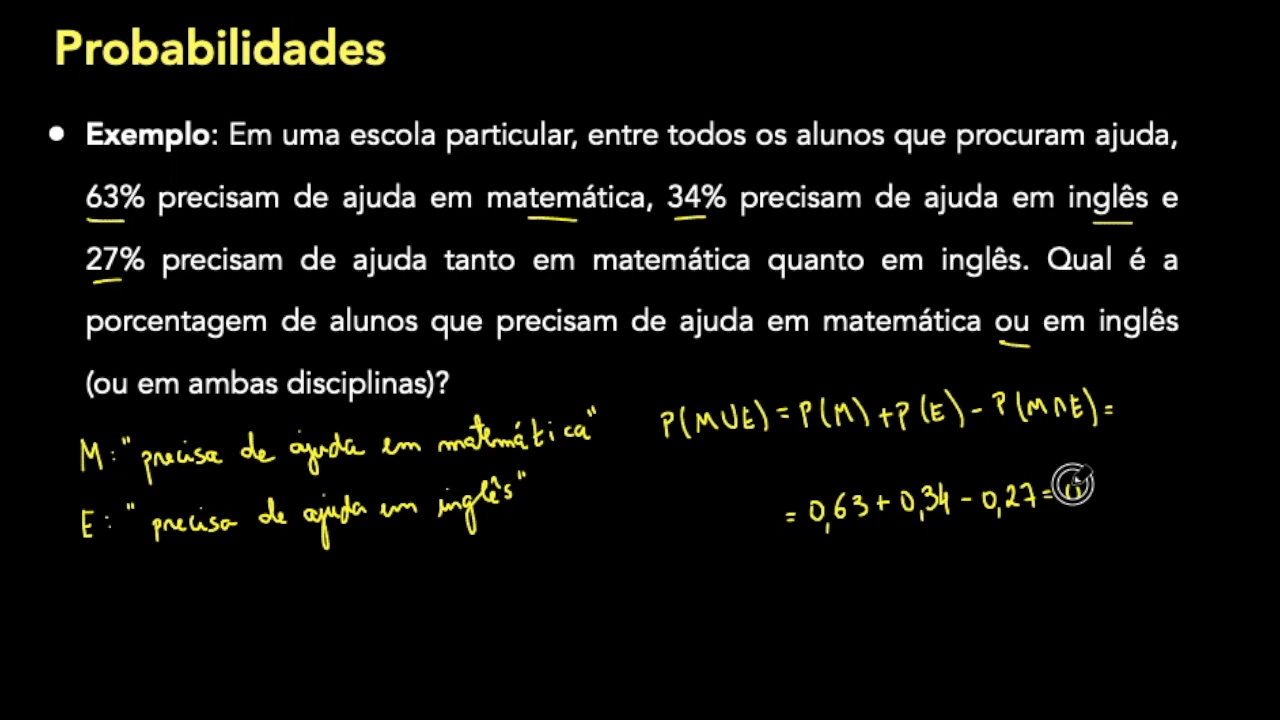 Probabilidades
• Exemplo: Em uma escola particular, entre todos os alunos que procuram ajuda,
63% precisam de ajuda em matemática, 34% precisam de ajuda em inglês e
27% precisam de ajuda tanto em matemática quanto em inglês. Qual é a
porcentagem de alunos que precisam de ajuda em matemática ou em inglês
(ou em ambas disciplinas)?
M: "precisa de ajuda em matemática"
P(M∪E) = P(M) + P(E) - P(M∩E) =
E: "precisa de ajuda em inglês"
= 0,63 + 0,34 - 0,27 =